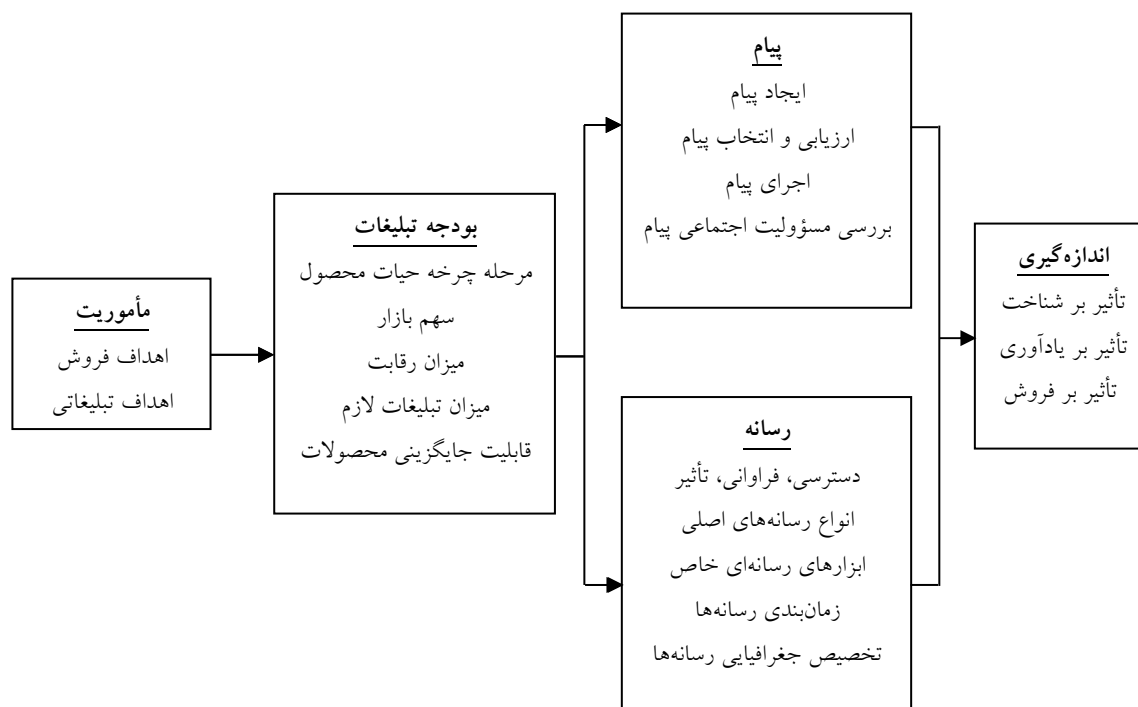 مأموریت
اهداف فروش
اهداف تبلیغاتی
بودجه تبلیغات
مرحله چرخه حیات محصول
سهم بازار
میزان رقابت
میزان تبلیغات لازم
قابلیت جایگزینی محصولات
پیام
ایجاد پیام
ارزیابی و انتخاب پیام
اجرای پیام
بررسی مسؤولیت اجتماعی پیام
رسانه
دسترسی، فراوانی، تأثیر
انواع رسانه‌های اصلی
ابزارهای رسانه‌ای خاص
زمان‌بندی رسانه‌ها
تخصیص جغرافیایی رسانه‌ها
اندازه‌گیری
تأثیر بر شناخت
تأثیر بر یادآوری
تأثیر بر فروش